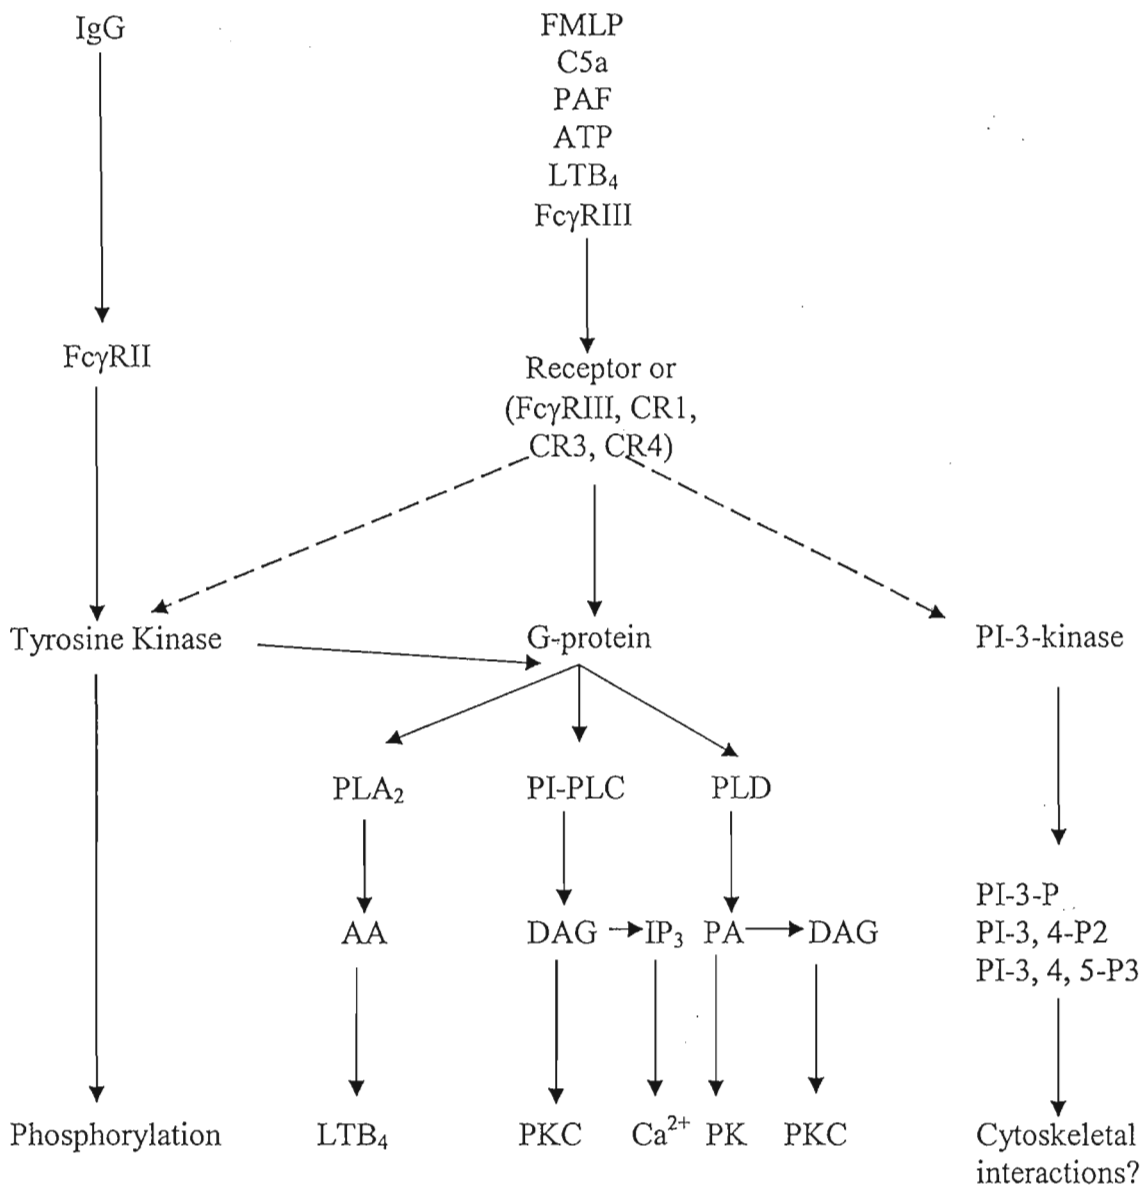 IgG
FMLP
C5a
PAF
ATP
LTB₄
FcγRIII
FcγRII
Receptor or
(FcγRIII, CR1,
CR3, CR4)
Tyrosine Kinase
G-protein
PI-3-kinase
PLA₂
PI-PLC
PLD
PI-3-P
PI-3, 4-P2
PI-3, 4, 5-P3
AA
DAG
IP₃
PA
DAG
Phosphorylation
LTB₄
PKC
Ca²⁺
PK
PKC
Cytoskeletal
interactions?